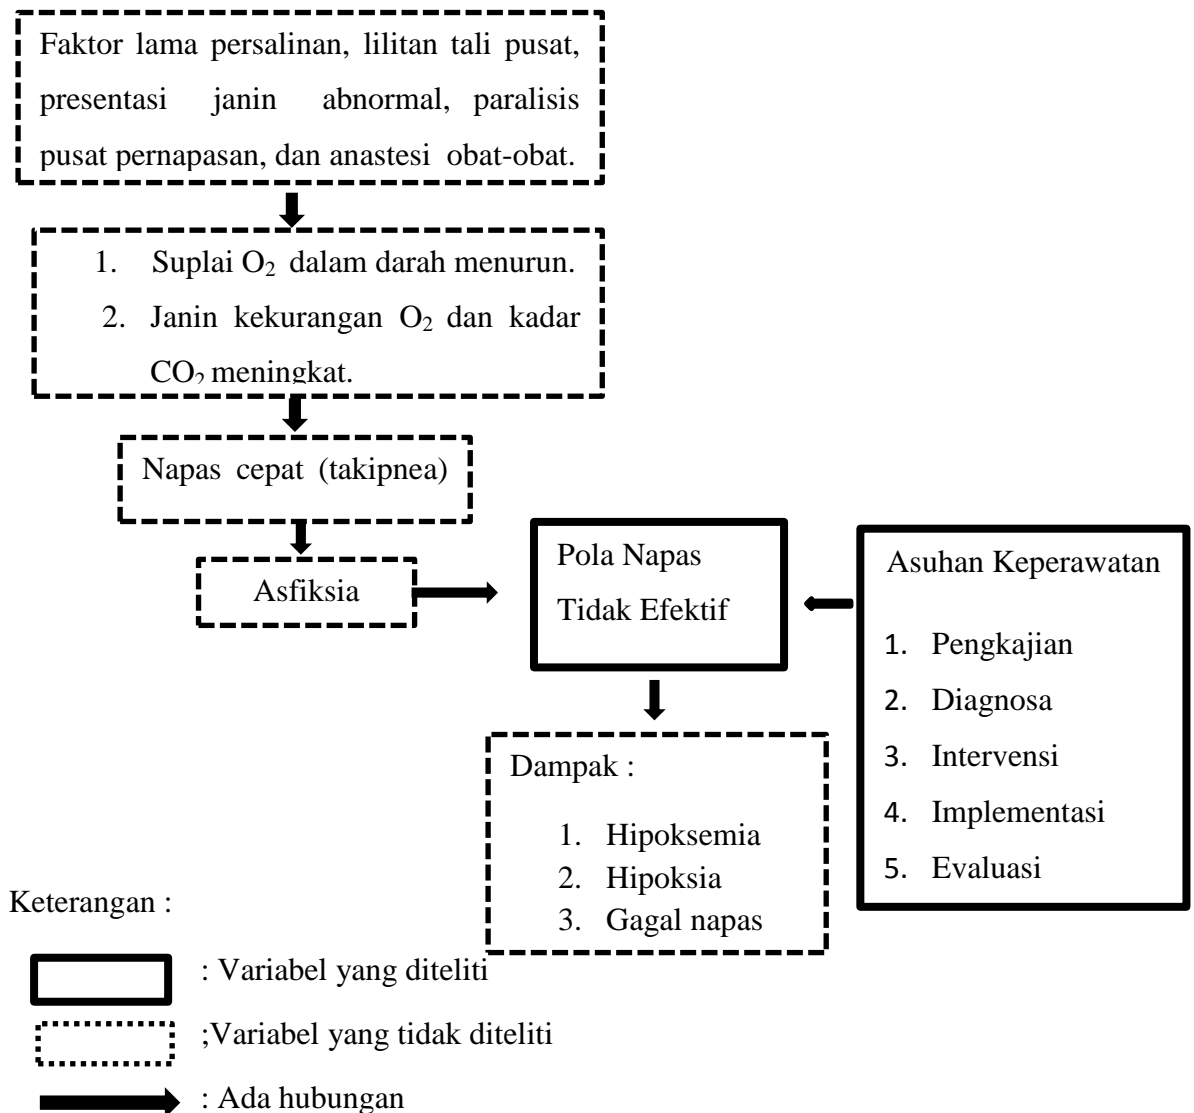 Faktor lama persalinan, lilitan tali pusat,
presentasi janin abnormal, paralisis
pusat pernapasan, dan anastesi obat-obat.
1. Suplai O₂ dalam darah menurun.
2. Janin kekurangan O₂ dan kadar
CO₂ meningkat.
Napas cepat (takipnea)
Asfiksia
Pola Napas
Tidak Efektif
Asuhan Keperawatan
1. Pengkajian
2. Diagnosa
3. Intervensi
4. Implementasi
5. Evaluasi
Dampak :
1. Hipoksemia
2. Hipoksia
3. Gagal napas
Keterangan :
: Variabel yang diteliti
;Variabel yang tidak diteliti
: Ada hubungan